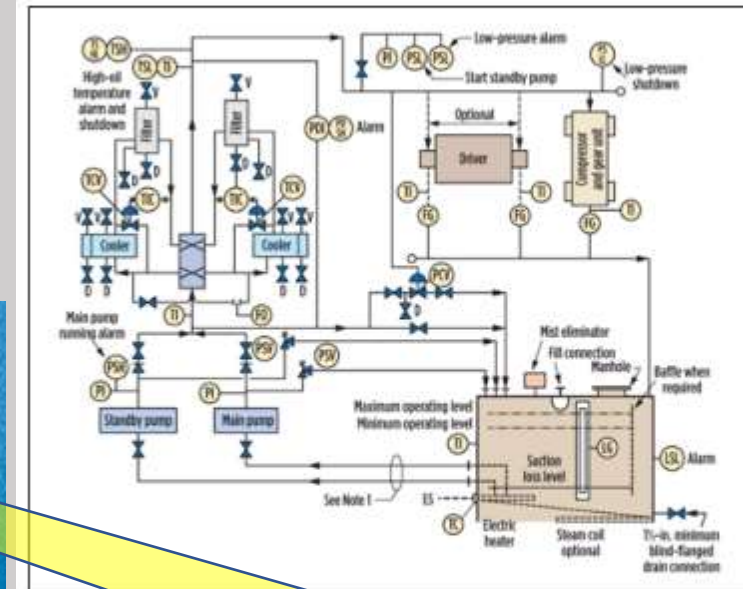 TSH
TSL
TI
High-oil
temperature
alarm and
shutdown
V
V
Filter
Filter
D
D
D
D
TCV
TIC
TIC
TCV
V
V
V
V
Cooler
Cooler
D
D
D
D
PDI
Alarm
PI
PSL
PSL
Low-pressure alarm
Start standby pump
Low-pressure
shutdown
Optional
Driver
Compressor
and gear unit
TI
TI
TI
FG
FG
FG
PCV
D
TI
FO
Main pump
running alarm
PSH
PI
PI
PSV
PSV
Standby pump
Main pump
Mist eliminator
Fill connection
Manhole
Baffle when
required
Maximum operating level
Minimum operating level
TI
LG
LSL
Alarm
Suction
loss level
See Note 1
ES
TC
Electric
heater
Steam coil
optional
1½-in. minimum
blind-flanged
drain connection